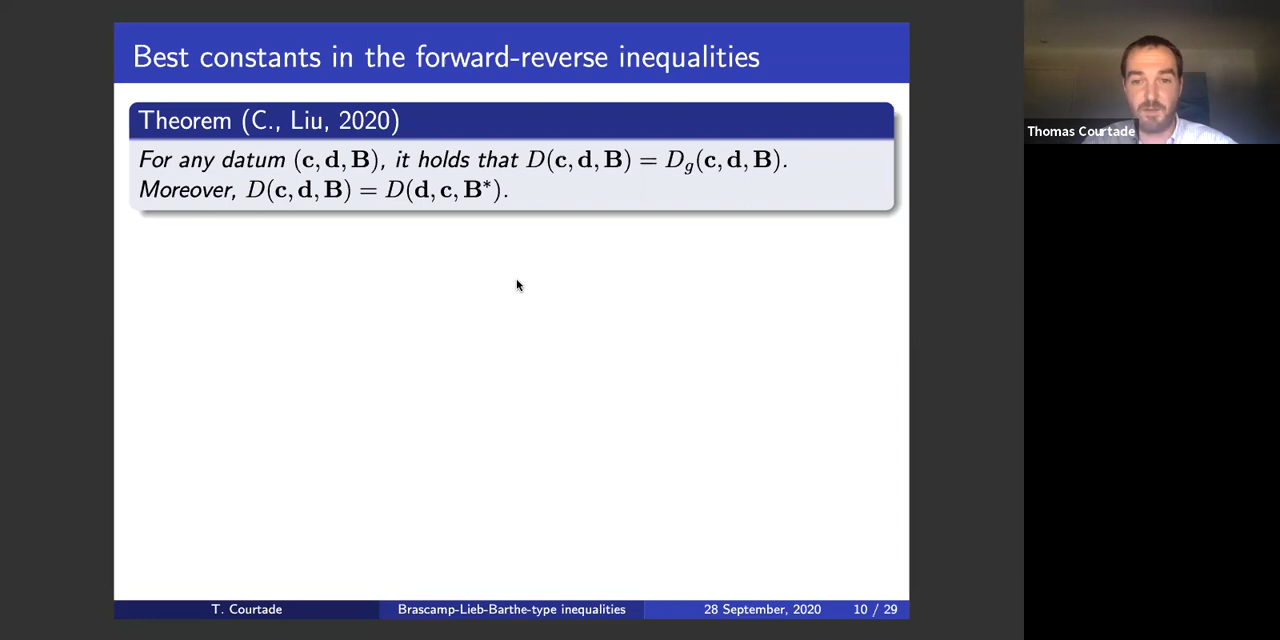 Best constants in the forward-reverse inequalities
Thomas Courtade
Theorem (C., Liu, 2020)
For any datum (c, d, B), it holds that D(c, d, B) = D_g(c, d, B).
Moreover, D(c, d, B) = D(d, c, B*).
T. Courtade
Brascamp-Lieb-Barthe-type inequalities
28 September, 2020
10 / 29